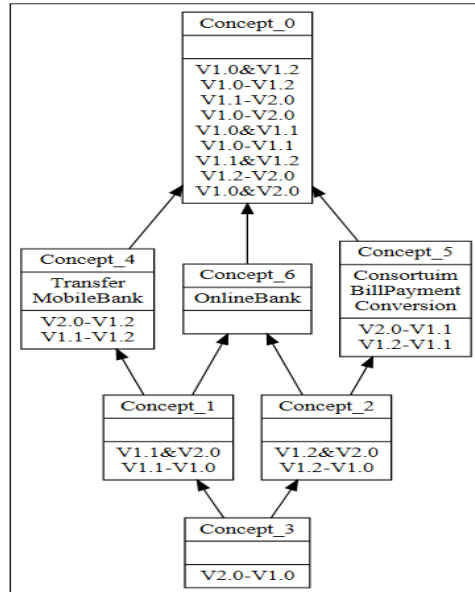 Concept_0
V1.0&V1.2
V1.0-V1.2
V1.1-V2.0
V1.0-V2.0
V1.0&V1.1
V1.0-V1.1
V1.1&V1.2
V1.2-V2.0
V1.0&V2.0
Concept_4
Transfer
MobileBank
V2.0-V1.2
V1.1-V1.2
Concept_6
OnlineBank
Concept_5
Consortuim
BillPayment
Conversion
V2.0-V1.1
V1.2-V1.1
Concept_1
V1.1&V2.0
V1.1-V1.0
Concept_2
V1.2&V2.0
V1.2-V1.0
Concept_3
V2.0-V1.0